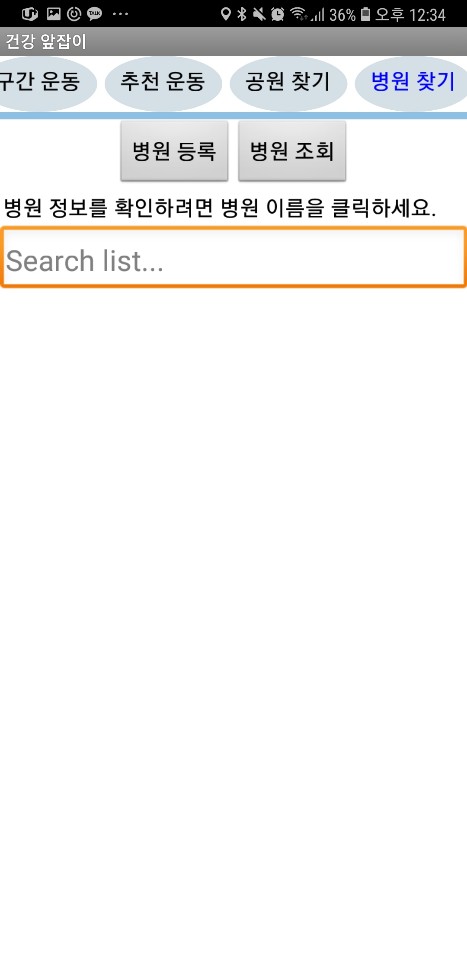 36% 오후 12:34
건강 앞잡이
구간 운동 추천 운동 공원 찾기 병원 찾기
병원 등록 병원 조회
병원 정보를 확인하려면 병원 이름을 클릭하세요.
Search list...